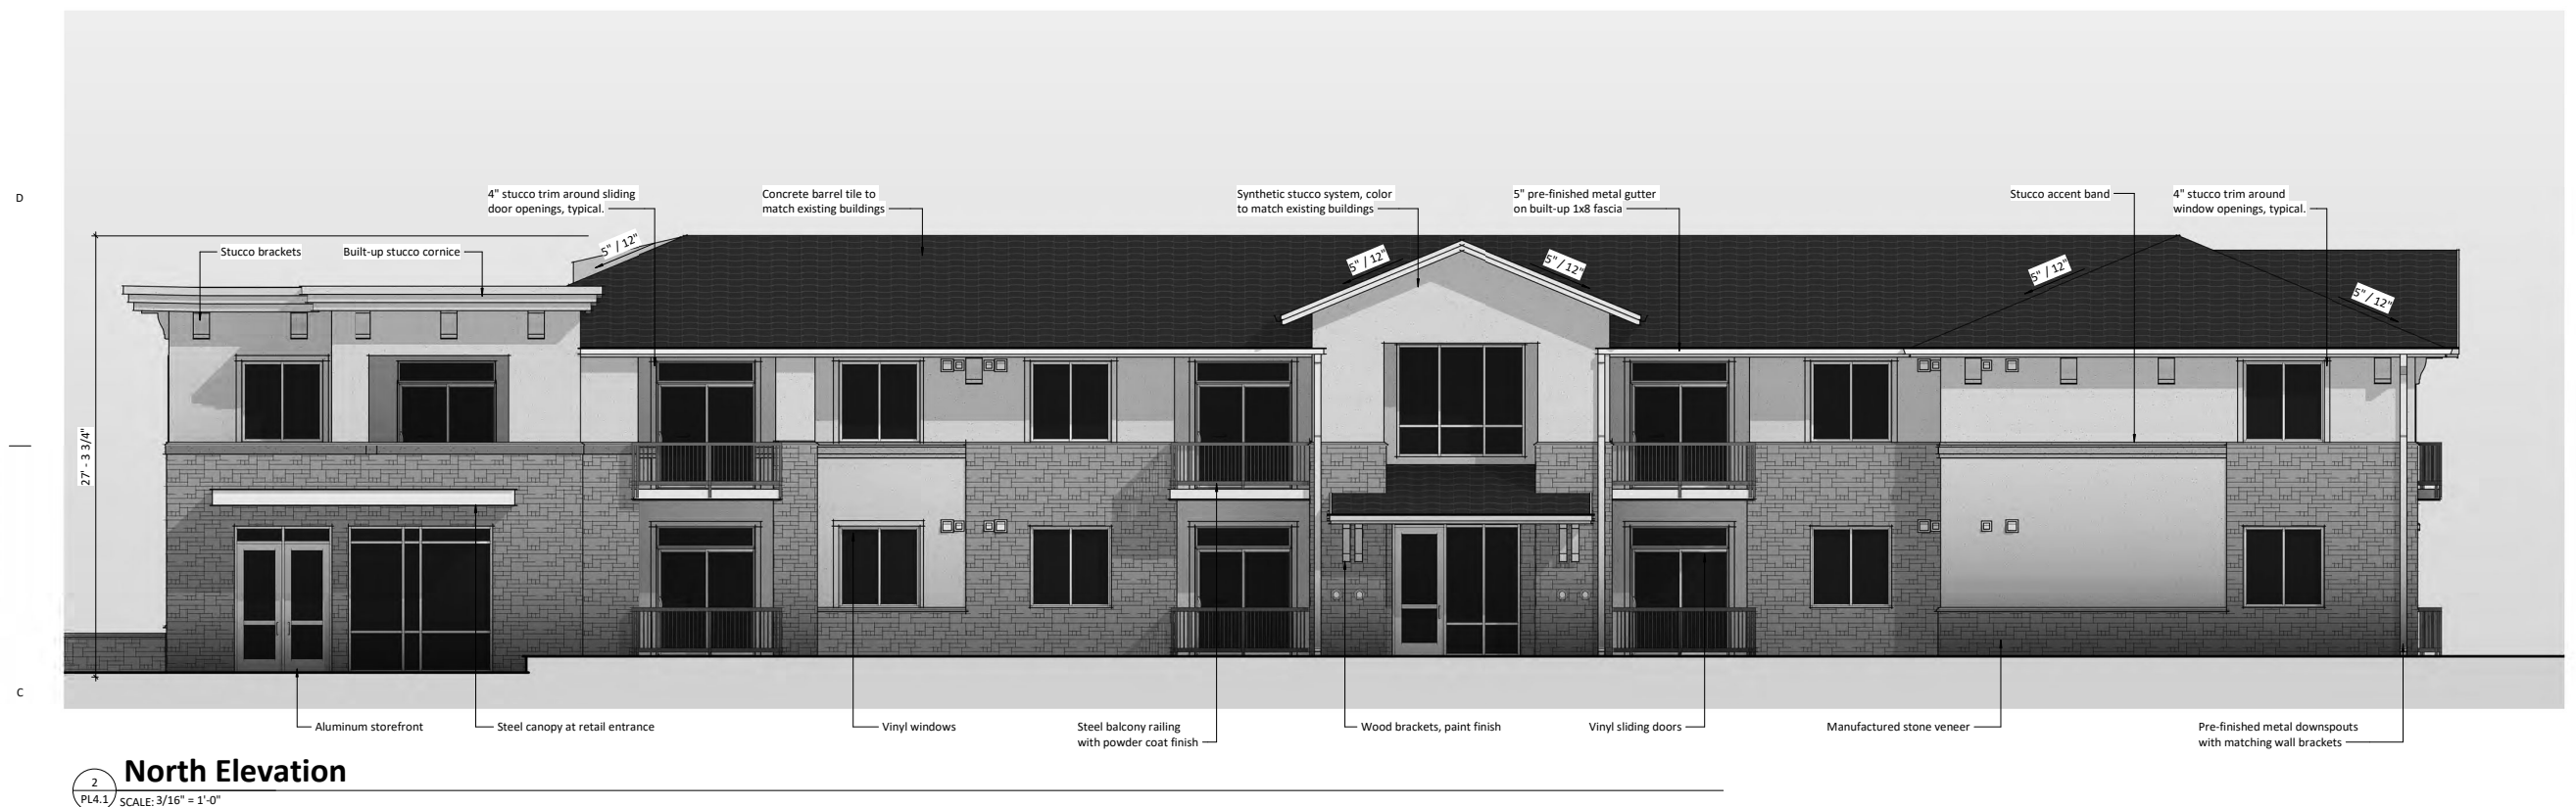 D
4" stucco trim around sliding
door openings, typical.
Concrete barrel tile to
match existing buildings
Synthetic stucco system, color
to match existing buildings
5" pre-finished metal gutter
on built-up 1x8 fascia
Stucco accent band
4" stucco trim around
window openings, typical.
Stucco brackets
Built-up stucco cornice
5" / 12"
5" / 12"
5" / 12"
5" / 12"
5" / 12"
27' - 3 3/4"
C
Aluminum storefront
Steel canopy at retail entrance
Vinyl windows
Steel balcony railing
with powder coat finish
Wood brackets, paint finish
Vinyl sliding doors
Manufactured stone veneer
Pre-finished metal downspouts
with matching wall brackets
2
PL4.1
North Elevation
SCALE: 3/16" = 1'-0"